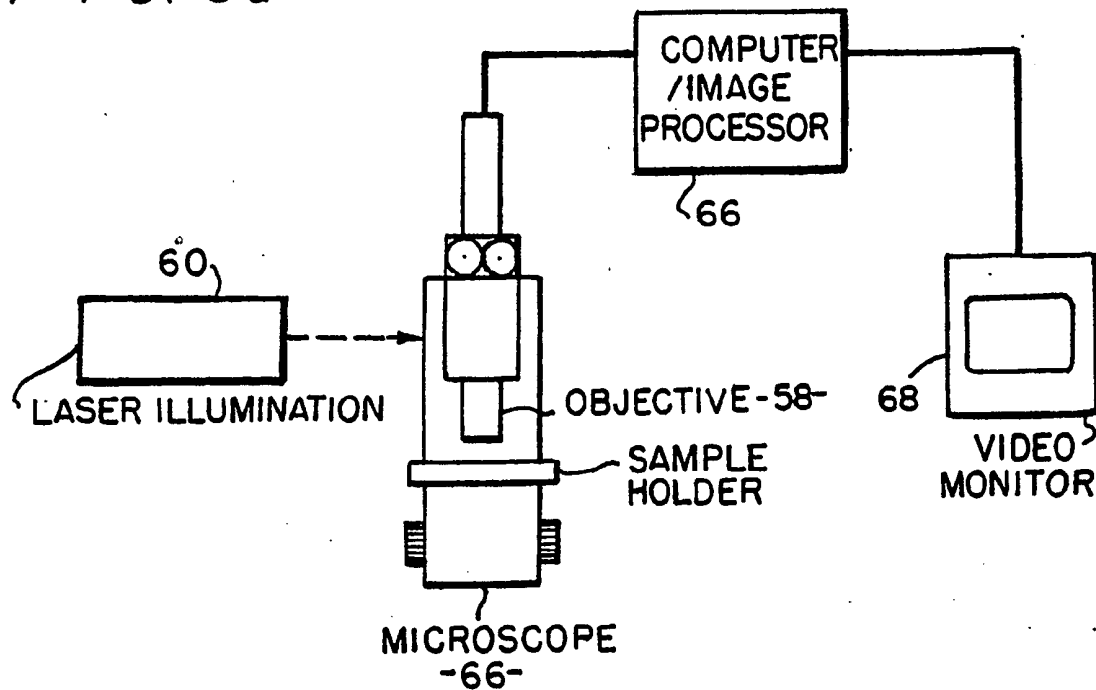 COMPUTER
/IMAGE
PROCESSOR
66
60
LASER ILLUMINATION
OBJECTIVE-58-
68
SAMPLE
HOLDER
VIDEO
MONITOR
MICROSCOPE
-66-